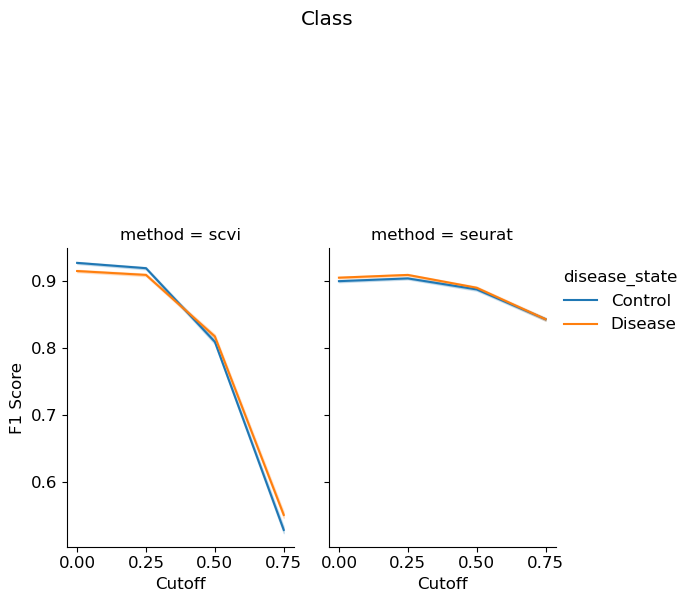 Class
method = scvi
method = seurat
disease_state
Control
Disease
F1 Score
0.9
0.8
0.7
0.6
0.00 0.25 0.50 0.75
0.00 0.25 0.50 0.75
Cutoff
Cutoff